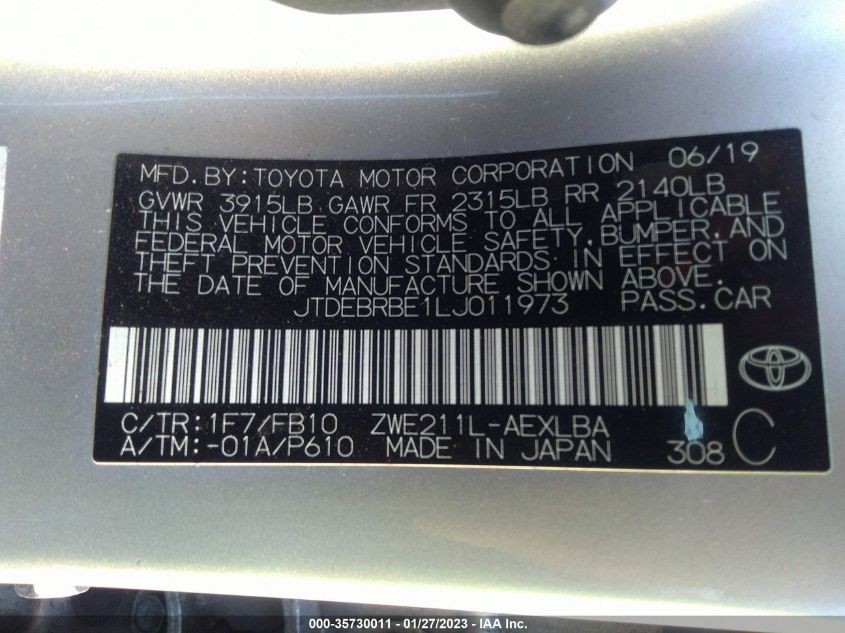 MFD.BY:TOYOTA MOTOR CORPORATION 06/19
GVWR 3915LB GAWR FR 2315LB RR 2140LB
THIS VEHICLE CONFORMS TO ALL APPLICABLE
FEDERAL MOTOR VEHICLE SAFETY,BUMPER,AND
THEFT PREVENTION STANDARDS IN EFFECT ON
THE DATE OF MANUFACTURE SHOWN ABOVE.
JTDEBRBE1LJ011973 PASS.CAR
C/TR:1F7/FB10 ZWE211L-AEXLBA
A/TM:-01A/P610 MADE IN JAPAN 308 C
000-35730011 - 01/27/2023 - IAA Inc.